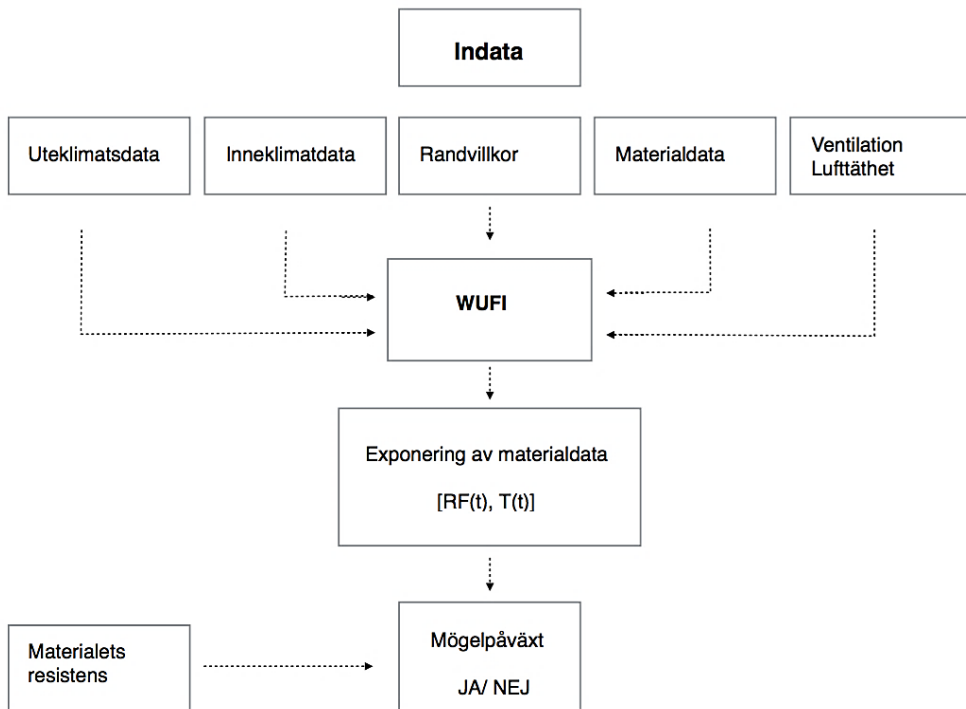 Indata
Uteklimatsdata
Inneklimatdata
Randvillkor
Materialdata
Ventilation
Lufttäthet
WUFI
Exponering av materialdata
[RF(t), T(t)]
Materialets
resistens
Mögelpåväxt
JA/ NEJ